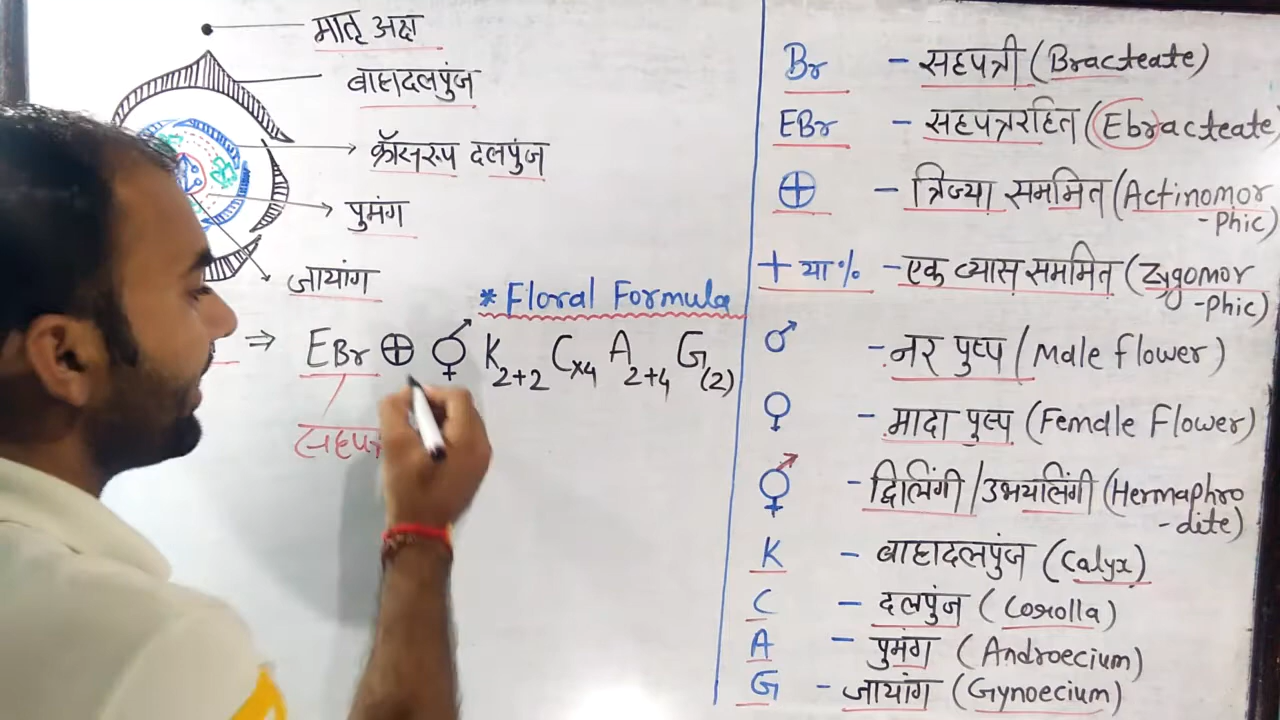 मातृ अक्ष
बाह्यदलपुंज
क्रॉसरूप दलपुंज
पुमंग
जायांग
* Floral Formula
⇒ EBr ⊕ ⚥ K2+2 C×4 A2+4 G(2)
सहपत्र
Br - सहपत्री (Bracteate)
EBr - सहपत्ररहित (Ebracteate
⊕ - त्रिज्या सममित (Actinomor
-Phic)
+ या % - एक व्यास सममित (Zygomor
-phic)
♂ - नर पुष्प (Male flower)
♀ - मादा पुष्प (Female Flower)
⚥ - द्विलिंगी/उभयलिंगी (Hermaphro
-dite)
K - बाह्यदलपुंज (Calyx)
C - दलपुंज (Corolla)
A - पुमंग (Androecium)
G - जायांग (Gynoecium)